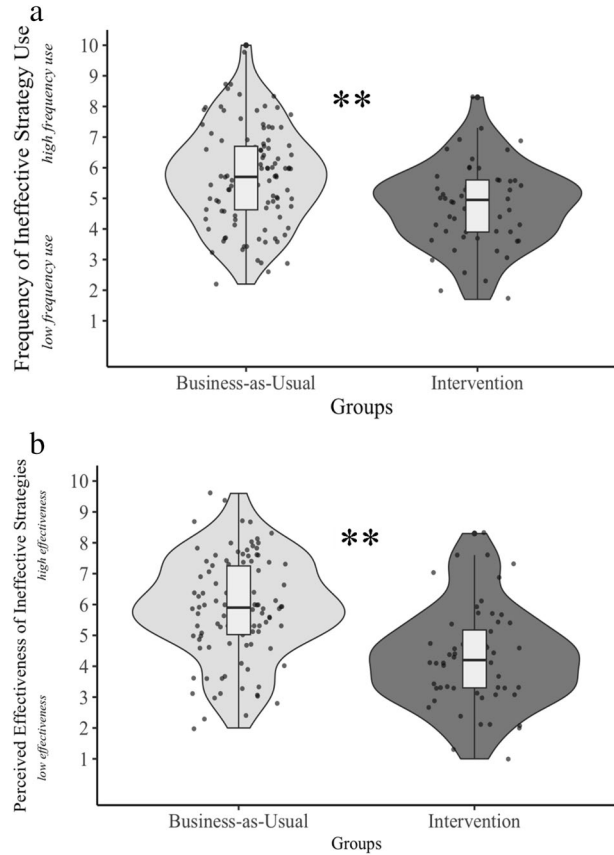 a
Frequency of Ineffective Strategy Use
low frequency use
high frequency use
10
9
8
7
6
5
4
3
2
1
**
Business-as-Usual
Intervention
Groups
b
Perceived Effectiveness of Ineffective Strategies
low effectiveness
high effectiveness
10
9
8
7
6
5
4
3
2
1
**
Business-as-Usual
Intervention
Groups